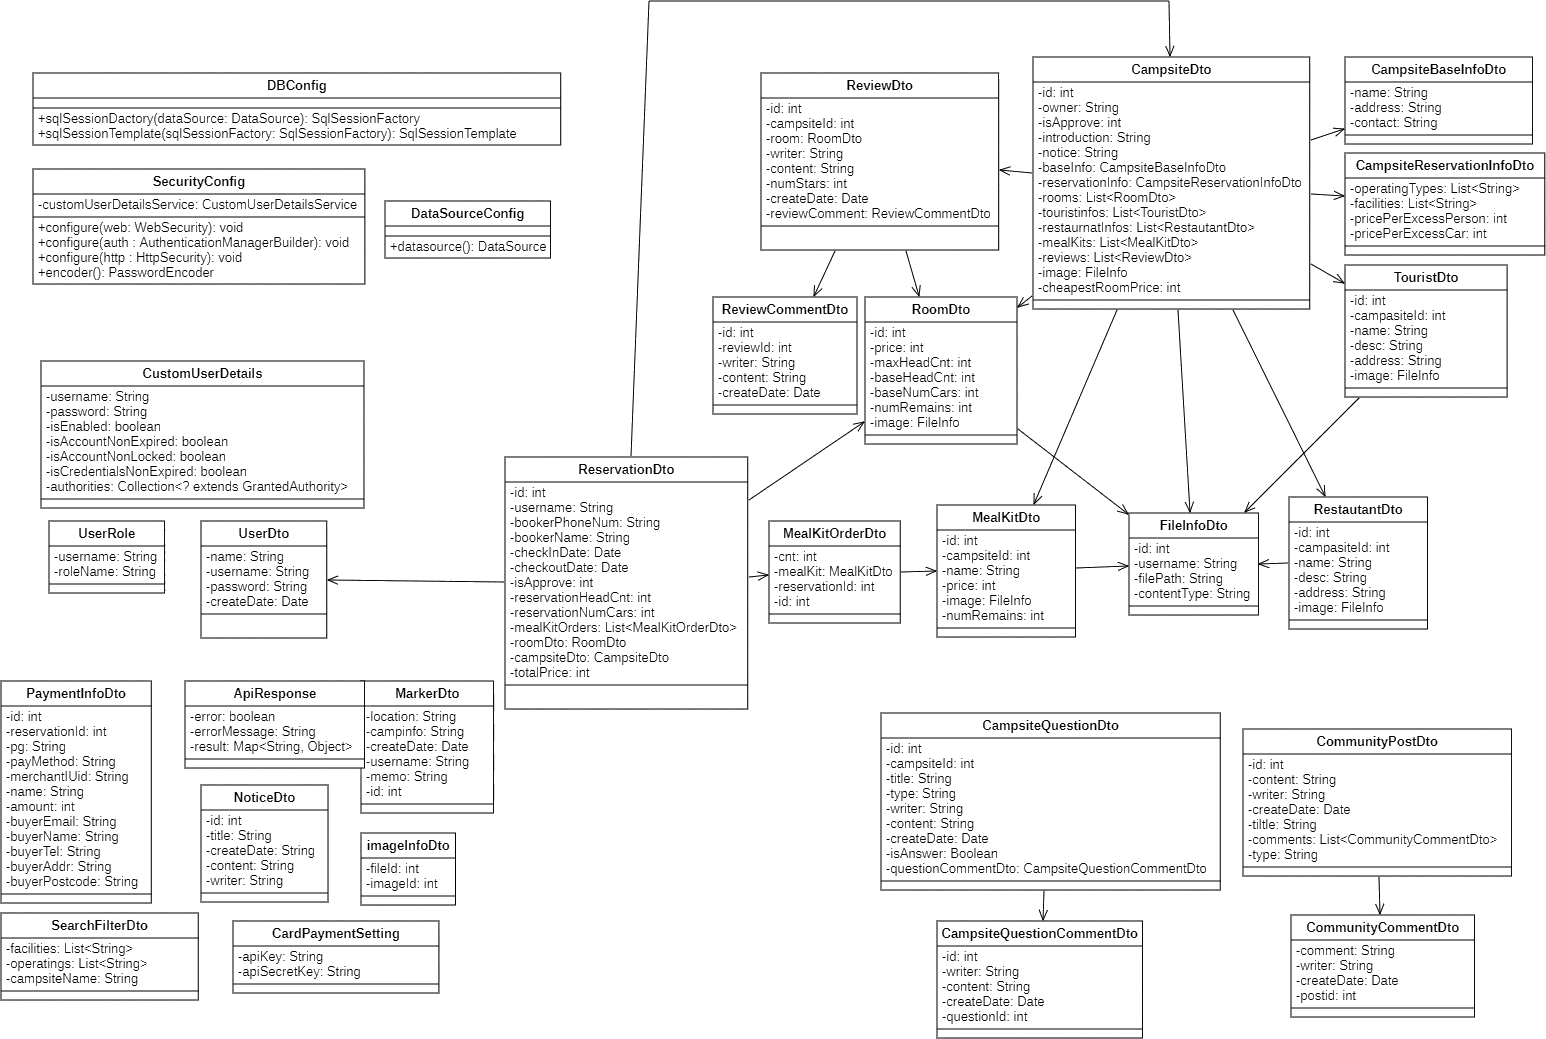 DBConfig
+sqlSessionDactory(dataSource: DataSource): SqlSessionFactory
+sqlSessionTemplate(sqlSessionFactory: SqlSessionFactory): SqlSessionTemplate
SecurityConfig
-customUserDetailsService: CustomUserDetailsService
+configure(web: WebSecurity): void
+configure(auth : AuthenticationManagerBuilder): void
+configure(http : HttpSecurity): void
+encoder(): PasswordEncoder
DataSourceConfig
+datasource(): DataSource
ReviewDto
-id: int
-campsiteId: int
-room: RoomDto
-writer: String
-content: String
-numStars: int
-createDate: Date
-reviewComment: ReviewCommentDto
CampsiteDto
-id: int
-owner: String
-isApprove: int
-introduction: String
-notice: String
-baseInfo: CampsiteBaseInfoDto
-reservationInfo: CampsiteReservationInfoDto
-rooms: List<RoomDto>
-touristinfos: List<TouristDto>
-restaurnatInfos: List<RestautantDto>
-mealKits: List<MealKitDto>
-reviews: List<ReviewDto>
-image: FileInfo
-cheapestRoomPrice: int
CampsiteBaseInfoDto
-name: String
-address: String
-contact: String
CampsiteReservationInfoDto
-operatingTypes: List<String>
-facilities: List<String>
-pricePerExcessPerson: int
-pricePerExcessCar: int
TouristDto
-id: int
-campasiteId: int
-name: String
-desc: String
-address: String
-image: FileInfo
ReviewCommentDto
-id: int
-reviewId: int
-writer: String
-content: String
-createDate: Date
RoomDto
-id: int
-price: int
-maxHeadCnt: int
-baseHeadCnt: int
-baseNumCars: int
-numRemains: int
-image: FileInfo
CustomUserDetails
-username: String
-password: String
-isEnabled: boolean
-isAccountNonExpired: boolean
-isAccountNonLocked: boolean
-isCredentialsNonExpired: boolean
-authorities: Collection<? extends GrantedAuthority>
UserRole
-username: String
-roleName: String
UserDto
-name: String
-username: String
-password: String
-createDate: Date
ReservationDto
-id: int
-username: String
-bookerPhoneNum: String
-bookerName: String
-checkInDate: Date
-checkoutDate: Date
-isApprove: int
-reservationHeadCnt: int
-reservationNumCars: int
-mealKitOrders: List<MealKitOrderDto>
-roomDto: RoomDto
-campsiteDto: CampsiteDto
-totalPrice: int
MealKitOrderDto
-cnt: int
-mealKit: MealKitDto
-reservationId: int
-id: int
MealKitDto
-id: int
-campsiteId: int
-name: String
-price: int
-image: FileInfo
-numRemains: int
FileInfoDto
-id: int
-username: String
-filePath: String
-contentType: String
RestautantDto
-id: int
-campasiteId: int
-name: String
-desc: String
-address: String
-image: FileInfo
PaymentInfoDto
-id: int
-reservationId: int
-pg: String
-payMethod: String
-merchantIUid: String
-name: String
-amount: int
-buyerEmail: String
-buyerName: String
-buyerTel: String
-buyerAddr: String
-buyerPostcode: String
ApiResponse
-error: boolean
-errorMessage: String
-result: Map<String, Object>
MarkerDto
-location: String
-campinfo: String
-createDate: Date
-username: String
-memo: String
-id: int
NoticeDto
-id: int
-title: String
-createDate: String
-content: String
-writer: String
imageInfoDto
-fileId: int
-imageId: int
SearchFilterDto
-facilities: List<String>
-operatings: List<String>
-campsiteName: String
CardPaymentSetting
-apiKey: String
-apiSecretKey: String
CampsiteQuestionDto
-id: int
-campsiteId: int
-title: String
-type: String
-writer: String
-content: String
-createDate: Date
-isAnswer: Boolean
-questionCommentDto: CampsiteQuestionCommentDto
CommunityPostDto
-id: int
-content: String
-writer: String
-createDate: Date
-tiltle: String
-comments: List<CommunityCommentDto>
-type: String
CampsiteQuestionCommentDto
-id: int
-writer: String
-content: String
-createDate: Date
-questionId: int
CommunityCommentDto
-comment: String
-writer: String
-createDate: Date
-postid: int